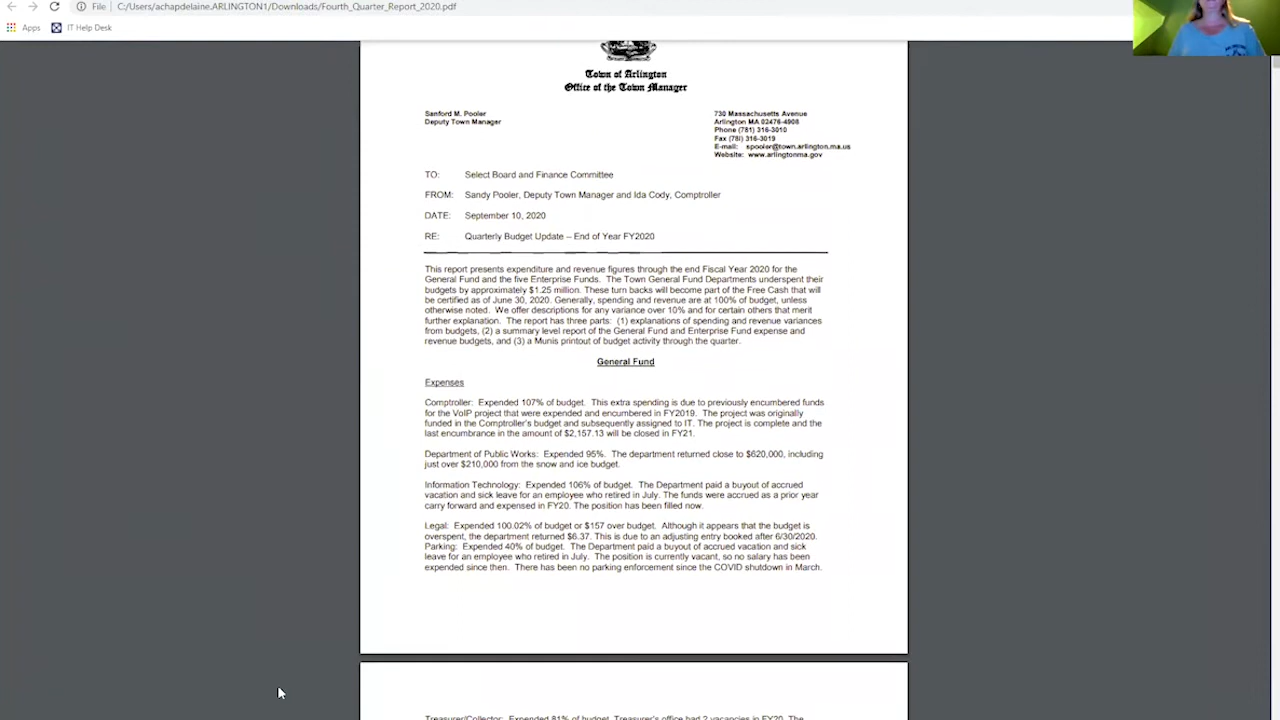 File | C:/Users/achapdelaine.ARLINGTON1/Downloads/Fourth_Quarter_Report_2020.pdf
Apps IT Help Desk
Town of Arlington
Office of the Town Manager
Sanford M. Pooler
Deputy Town Manager
730 Massachusetts Avenue
Arlington MA 02476-4908
Phone (781) 316-3010
Fax (781) 316-3019
E-mail: spooler@town.arlington.ma.us
Website: www.arlingtonma.gov
TO: Select Board and Finance Committee
FROM: Sandy Pooler, Deputy Town Manager and Ida Cody, Comptroller
DATE: September 10, 2020
RE: Quarterly Budget Update – End of Year FY2020
This report presents expenditure and revenue figures through the end Fiscal Year 2020 for the
General Fund and the five Enterprise Funds. The Town General Fund Departments underspent their
budgets by approximately $1.25 million. These turn backs will become part of the Free Cash that will
be certified as of June 30, 2020. Generally, spending and revenue are at 100% of budget, unless
otherwise noted. We offer descriptions for any variance over 10% and for certain others that merit
further explanation. The report has three parts: (1) explanations of spending and revenue variances
from budgets, (2) a summary level report of the General Fund and Enterprise Fund expense and
revenue budgets, and (3) a Munis printout of budget activity through the quarter.
General Fund
Expenses
Comptroller: Expended 107% of budget. This extra spending is due to previously encumbered funds
for the VoIP project that were expended and encumbered in FY2019. The project was originally
funded in the Comptroller's budget and subsequently assigned to IT. The project is complete and the
last encumbrance in the amount of $2,157.13 will be closed in FY21.
Department of Public Works: Expended 95%. The department returned close to $620,000, including
just over $210,000 from the snow and ice budget.
Information Technology: Expended 106% of budget. The Department paid a buyout of accrued
vacation and sick leave for an employee who retired in July. The funds were accrued as a prior year
carry forward and expensed in FY20. The position has been filled now.
Legal: Expended 100.02% of budget or $157 over budget. Although it appears that the budget is
overspent, the department returned $6.37. This is due to an adjusting entry booked after 6/30/2020.
Parking: Expended 40% of budget. The Department paid a buyout of accrued vacation and sick
leave for an employee who retired in July. The position is currently vacant, so no salary has been
expended since then. There has been no parking enforcement since the COVID shutdown in March.
Treasurer/Collector: Expended 81% of budget. Treasurer's office had 2 vacancies in FY20. The